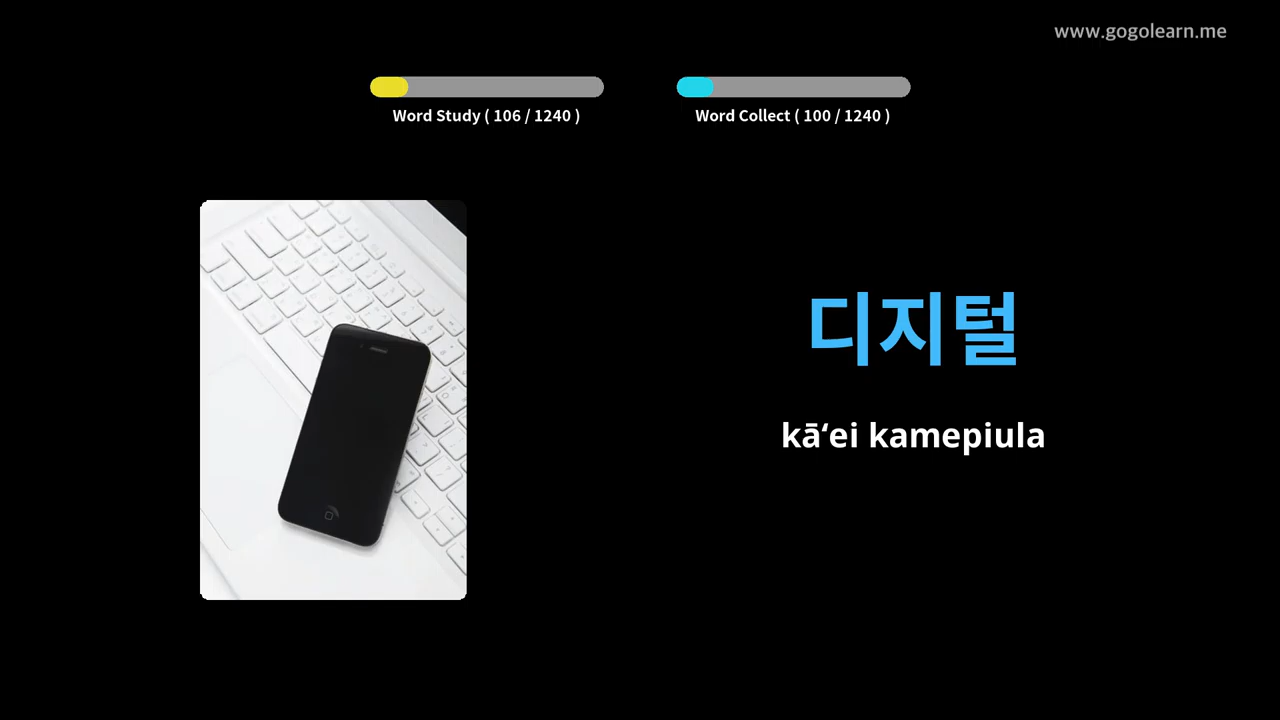 www.gogolearn.me
Word Study ( 106 / 1240 )
Word Collect ( 100 / 1240 )
디지털
kāʻei kamepiula